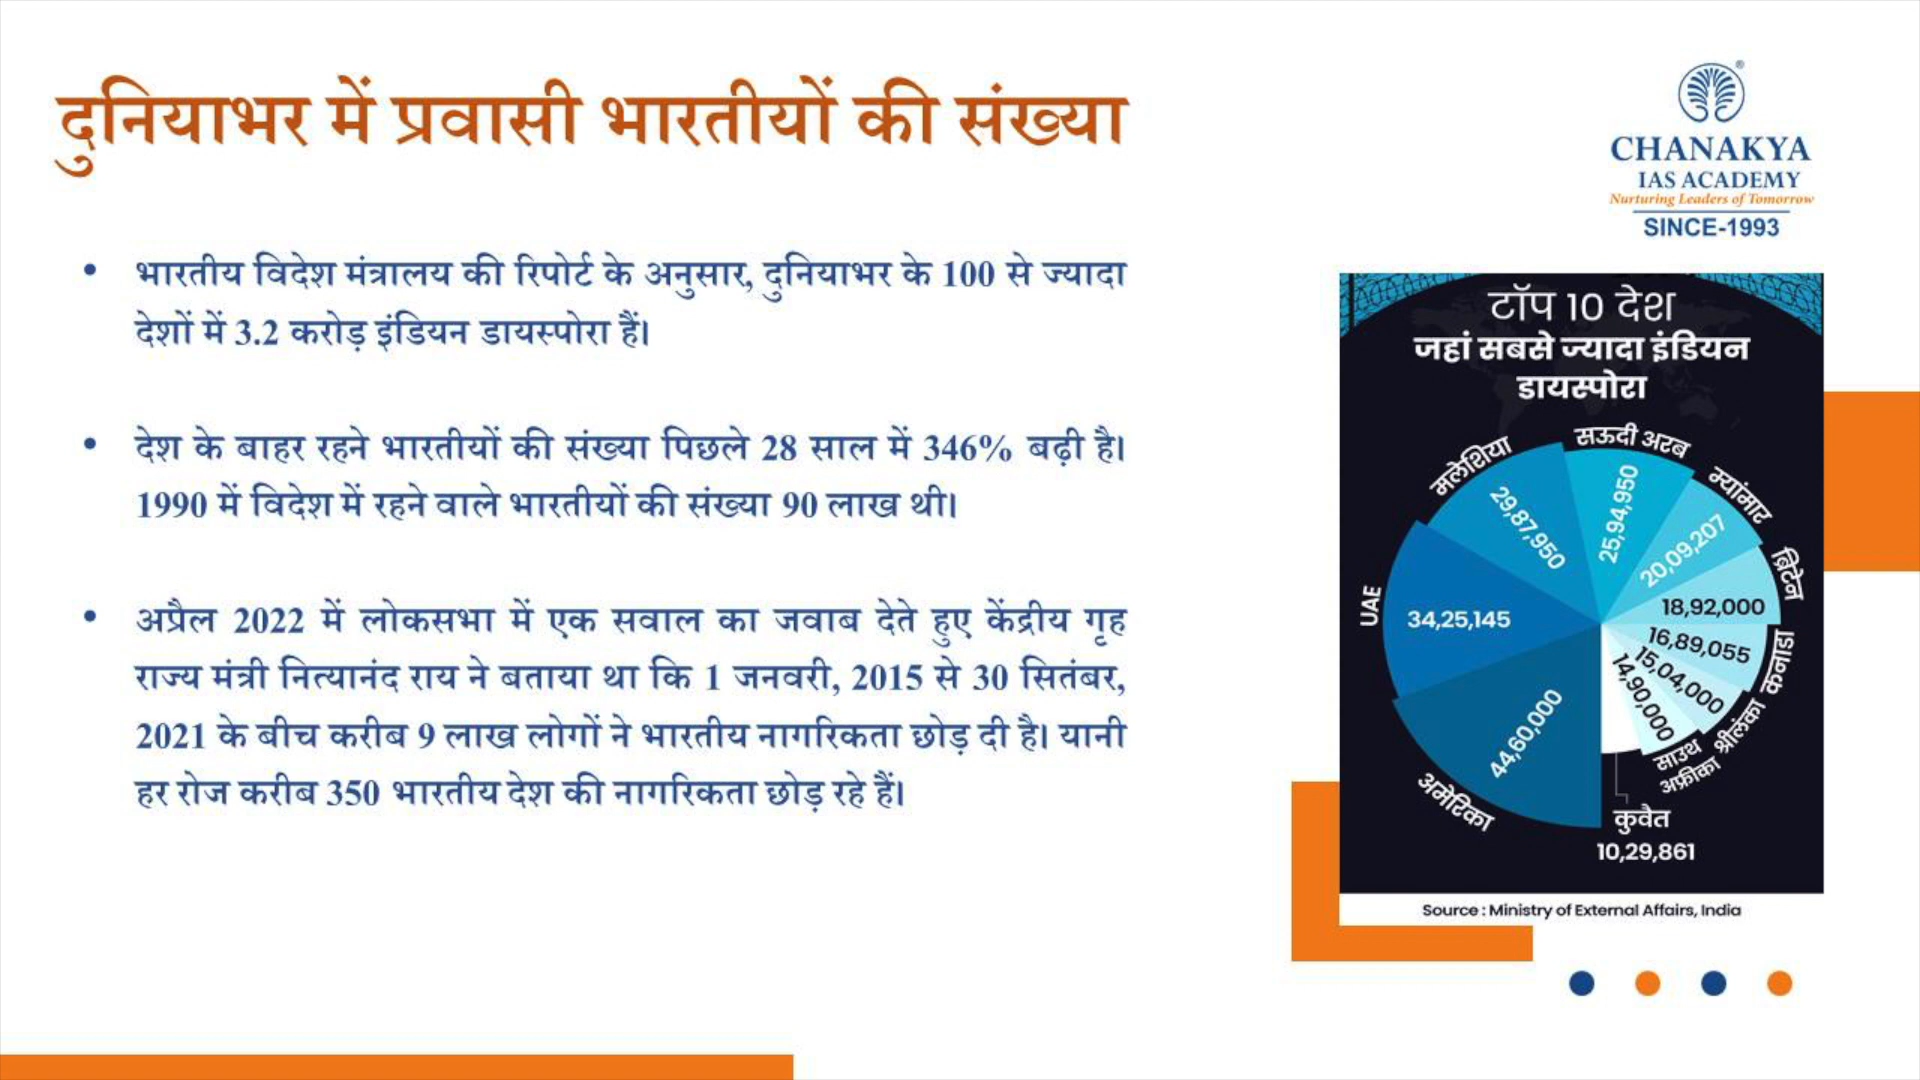 दुनियाभर में प्रवासी भारतीयों की संख्या
CHANAKYA
IAS ACADEMY
Nurturing Leaders of Tomorrow
SINCE-1993
• भारतीय विदेश मंत्रालय की रिपोर्ट के अनुसार, दुनियाभर के 100 से ज्यादा
देशों में 3.2 करोड़ इंडियन डायस्पोरा हैं।
• देश के बाहर रहने भारतीयों की संख्या पिछले 28 साल में 346% बढ़ी है।
1990 में विदेश में रहने वाले भारतीयों की संख्या 90 लाख थी।
• अप्रैल 2022 में लोकसभा में एक सवाल का जवाब देते हुए केंद्रीय गृह
राज्य मंत्री नित्यानंद राय ने बताया था कि 1 जनवरी, 2015 से 30 सितंबर,
2021 के बीच करीब 9 लाख लोगों ने भारतीय नागरिकता छोड़ दी है। यानी
हर रोज करीब 350 भारतीय देश की नागरिकता छोड़ रहे हैं।
टॉप 10 देश
जहां सबसे ज्यादा इंडियन
डायस्पोरा
अमेरिका
44,60,000
UAE
34,25,145
मलेशिया
29,87,950
सऊदी अरब
25,94,950
म्यांमार
20,09,207
ब्रिटेन
18,92,000
कनाडा
16,89,055
श्रीलंका
15,04,000
साउथ
अफ्रीका
14,90,000
कुवैत
10,29,861
Source : Ministry of External Affairs, India